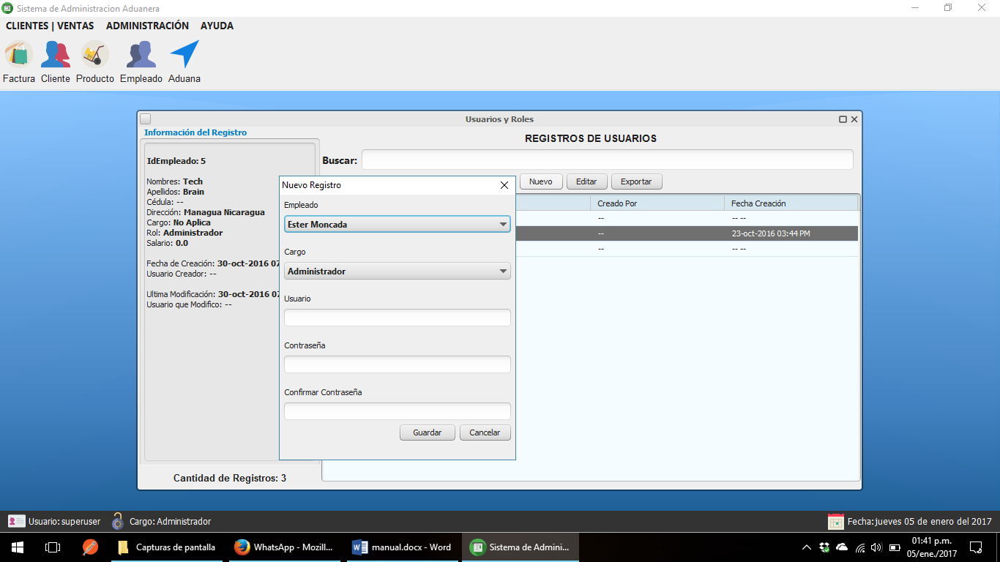 Sistema de Administracion Aduanera
CLIENTES | VENTAS ADMINISTRACIÓN AYUDA
Factura Cliente Producto Empleado Aduana
Usuarios y Roles
Información del Registro
IdEmpleado: 5
Nombres: Tech
Apellidos: Brain
Cédula: --
Dirección: Managua Nicaragua
Cargo: No Aplica
Rol: Administrador
Salario: 0.0
Fecha de Creación: 30-oct-2016 07
Usuario Creador: --
Ultima Modificación: 30-oct-2016 07
Usuario que Modifico: --
Cantidad de Registros: 3
REGISTROS DE USUARIOS
Buscar:
Nuevo Editar Exportar
Creado Por Fecha Creación
-- -- --
-- 23-oct-2016 03:44 PM
-- -- --
Nuevo Registro
Empleado
Ester Moncada
Cargo
Administrador
Usuario
Contraseña
Confirmar Contraseña
Guardar Cancelar
Usuario: superuser Cargo: Administrador Fecha: jueves 05 de enero del 2017
Capturas de pantalla WhatsApp - Mozill... manual.docx - Word Sistema de Admini... 01:41 p.m.
05/ene./2017